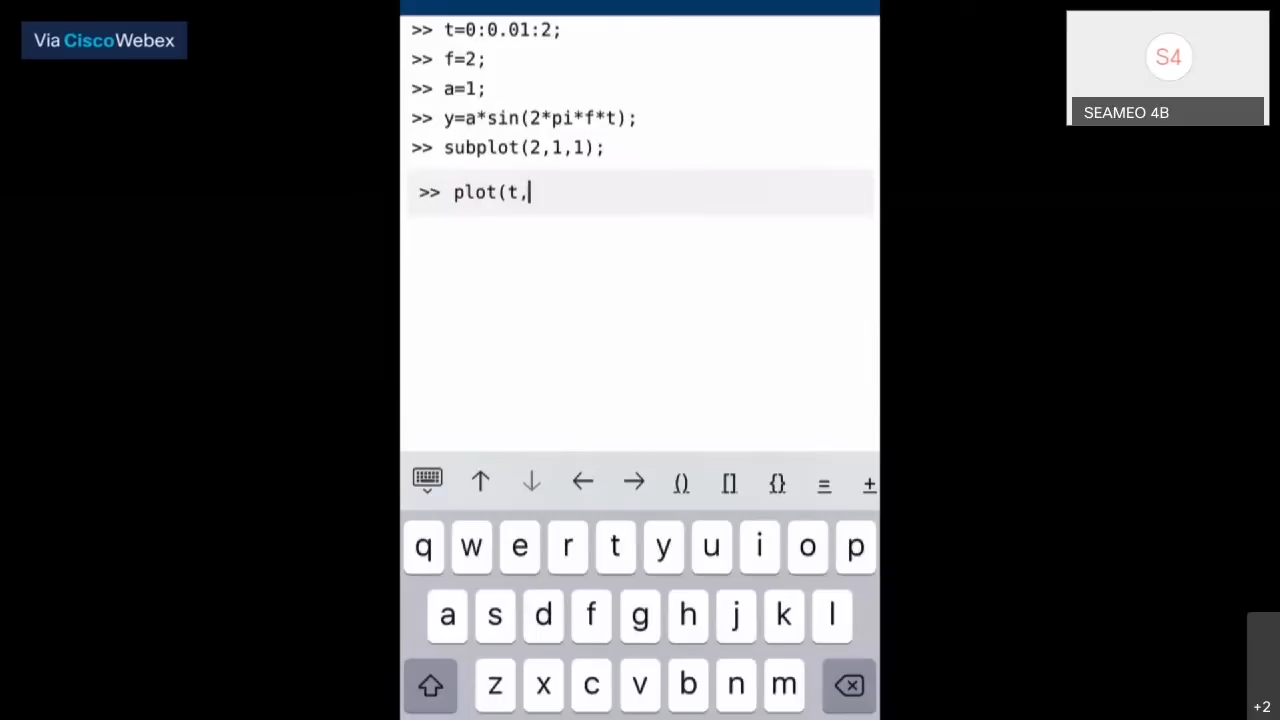 Via CiscoWebex
>> t=0:0.01:2;
>> f=2;
>> a=1;
>> y=a*sin(2*pi*f*t);
>> subplot(2,1,1);
>> plot(t,
S4
SEAMEO 4B
() [] {} = ±
q w e r t y u i o p
a s d f g h j k l
z x c v b n m
+2